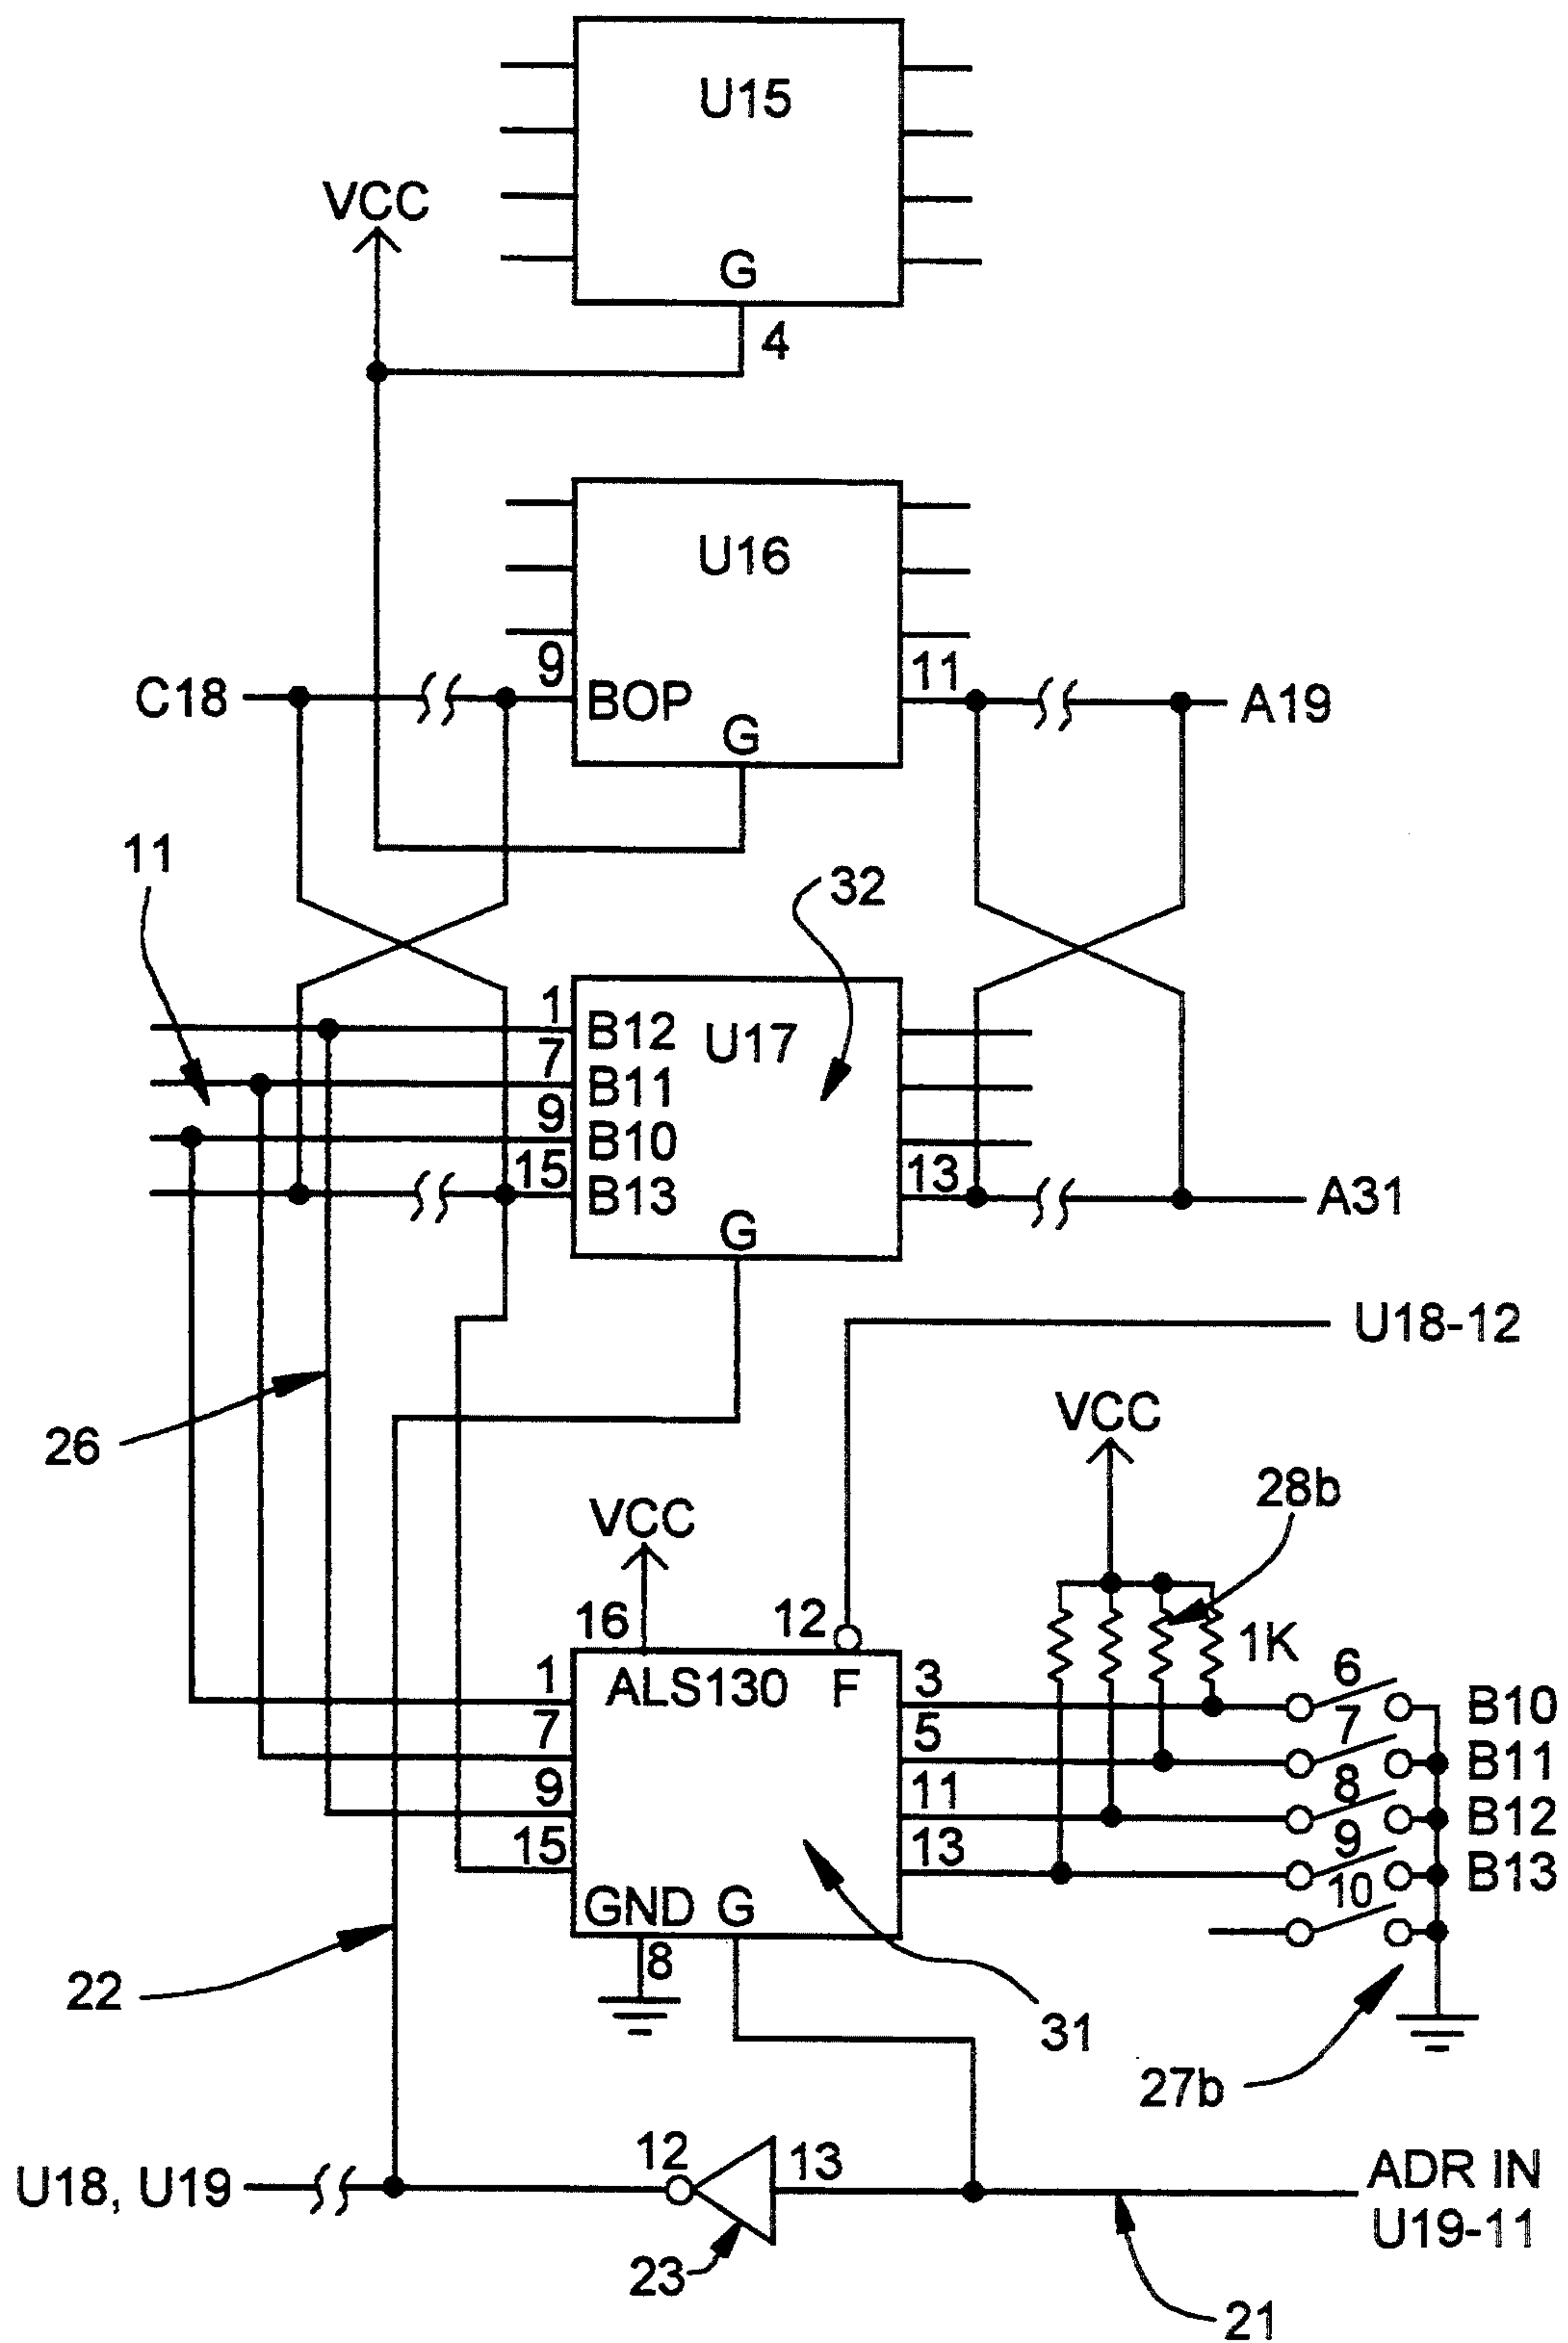 U15
VCC
G
4
U16
9
11
C18
BOP
A19
G
11
32
1
B12
U17
7
B11
9
B10
15
13
B13
A31
G
U18-12
26
VCC
28b
VCC
16
12
1K
6
1
ALS130
F
3
B10
7
7
5
B11
8
9
11
B12
9
15
13
B13
10
GND
G
8
22
31
27b
12
13
ADR IN
U18, U19
U19-11
23
21